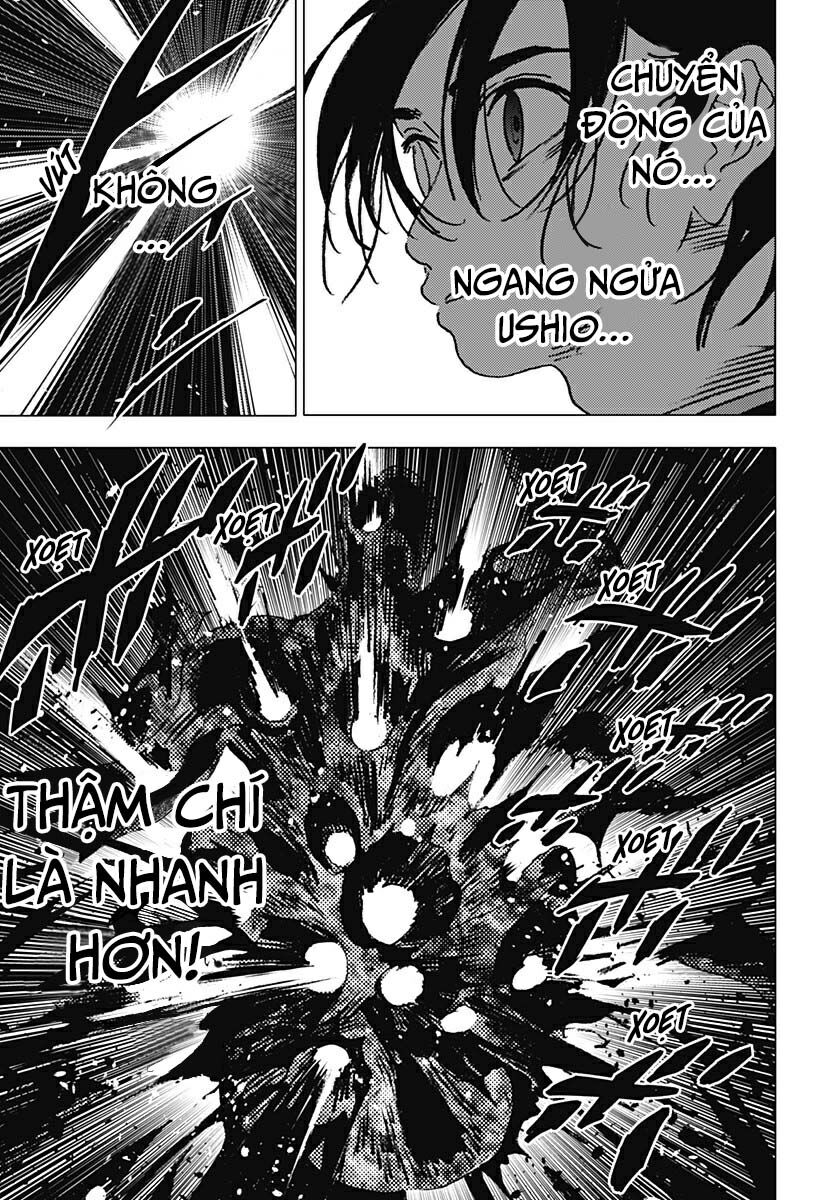 CHUYỂN
ĐỘNG CỦA
NÓ...
NGANG NGỬA
USHIO...
VÚT
KHÔNG
...
XOẸT
XOẸT
XOẸT
XOẸT
XOẸT
XOẸT
XOẸT
THẬM CHÍ
LÀ NHANH
HƠN!